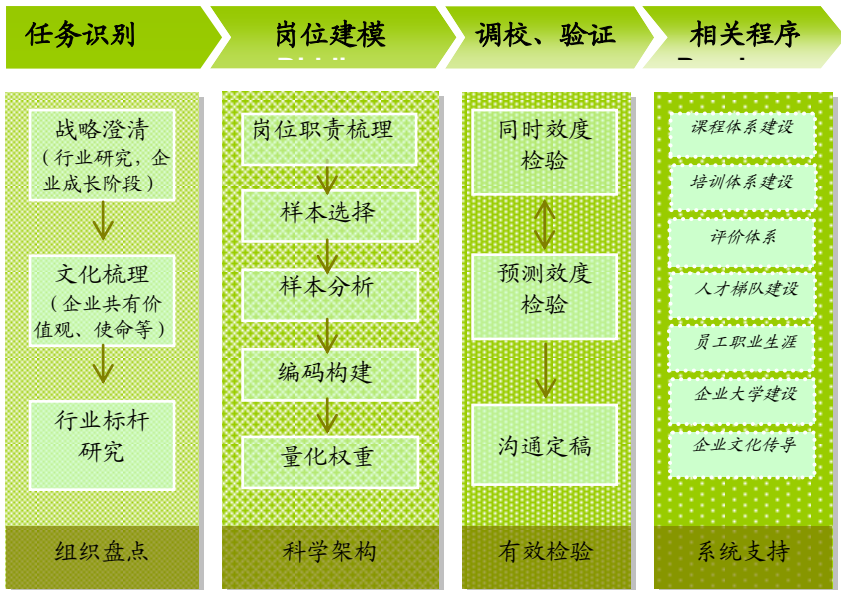 任务识别
岗位建模
调校、验证
相关程序
战略澄清
（行业研究，企
业成长阶段）
文化梳理
（企业共有价
值观、使命等）
行业标杆
研究
组织盘点
岗位职责梳理
样本选择
样本分析
编码构建
量化权重
科学架构
同时效度
检验
预测效度
检验
沟通定稿
有效检验
课程体系建设
培训体系建设
评价体系
人才梯队建设
员工职业生涯
企业大学建设
企业文化传导
系统支持